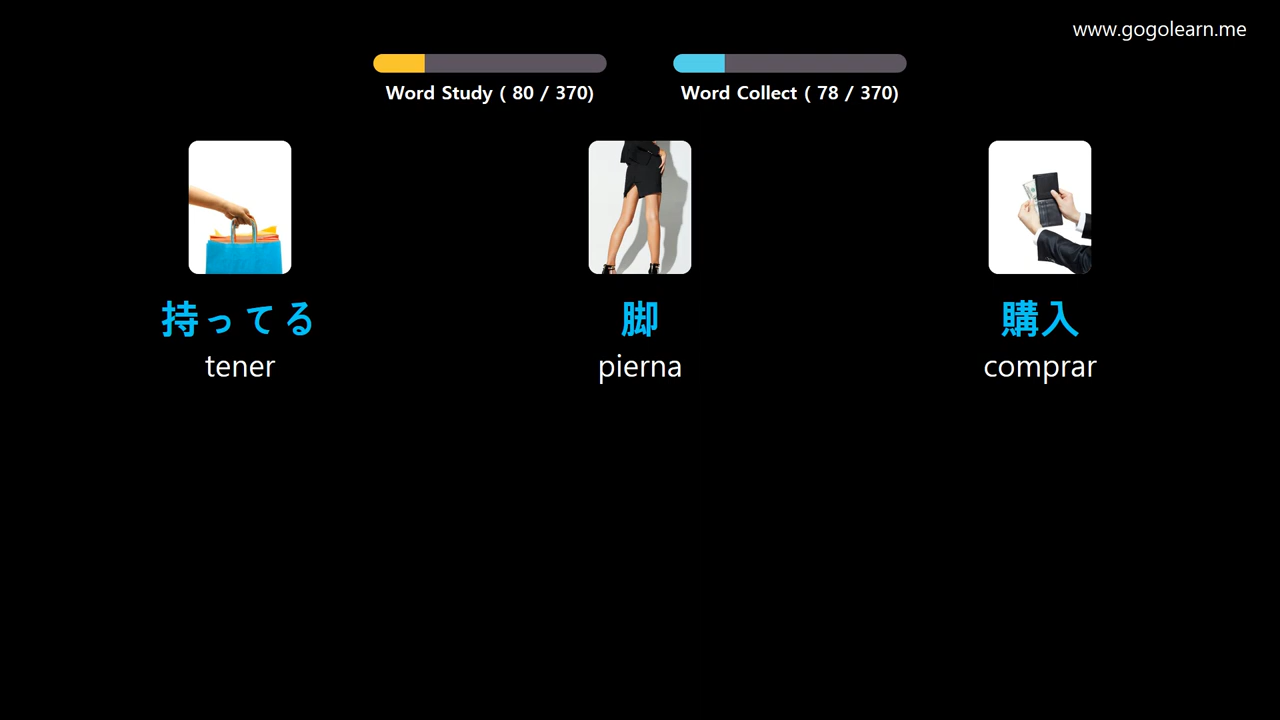 www.gogolearn.me
Word Study ( 80 / 370)
Word Collect ( 78 / 370)
持ってる
tener
脚
pierna
購入
comprar